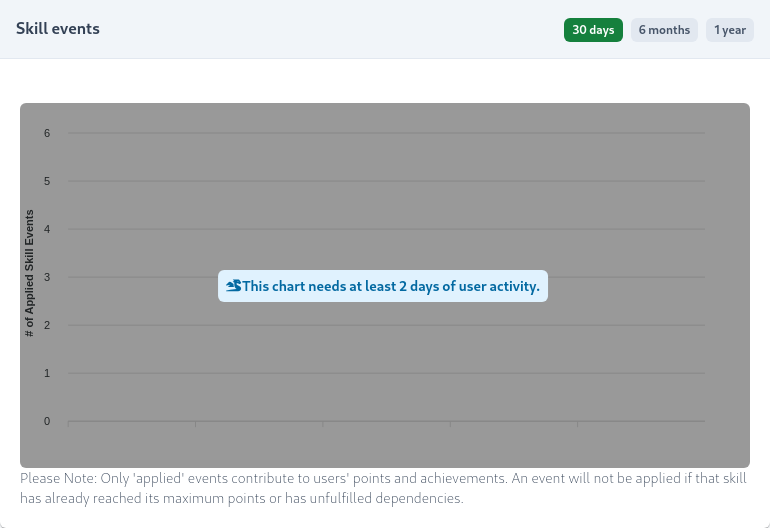 Skill events
30 days
6 months
1 year
6
5
4
3
2
1
0
# of Applied Skill Events
This chart needs at least 2 days of user activity.
Please Note: Only 'applied' events contribute to users' points and achievements. An event will not be applied if that skill
has already reached its maximum points or has unfulfilled dependencies.